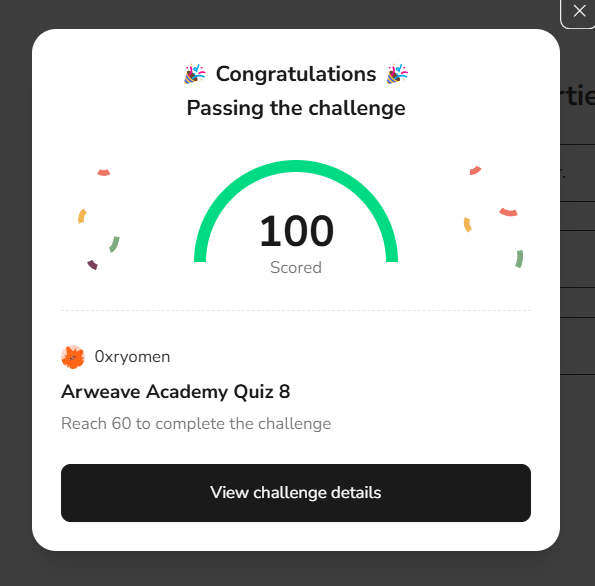 🎉 Congratulations 🎉
Passing the challenge
100
Scored
0xryomen
Arweave Academy Quiz 8
Reach 60 to complete the challenge
View challenge details